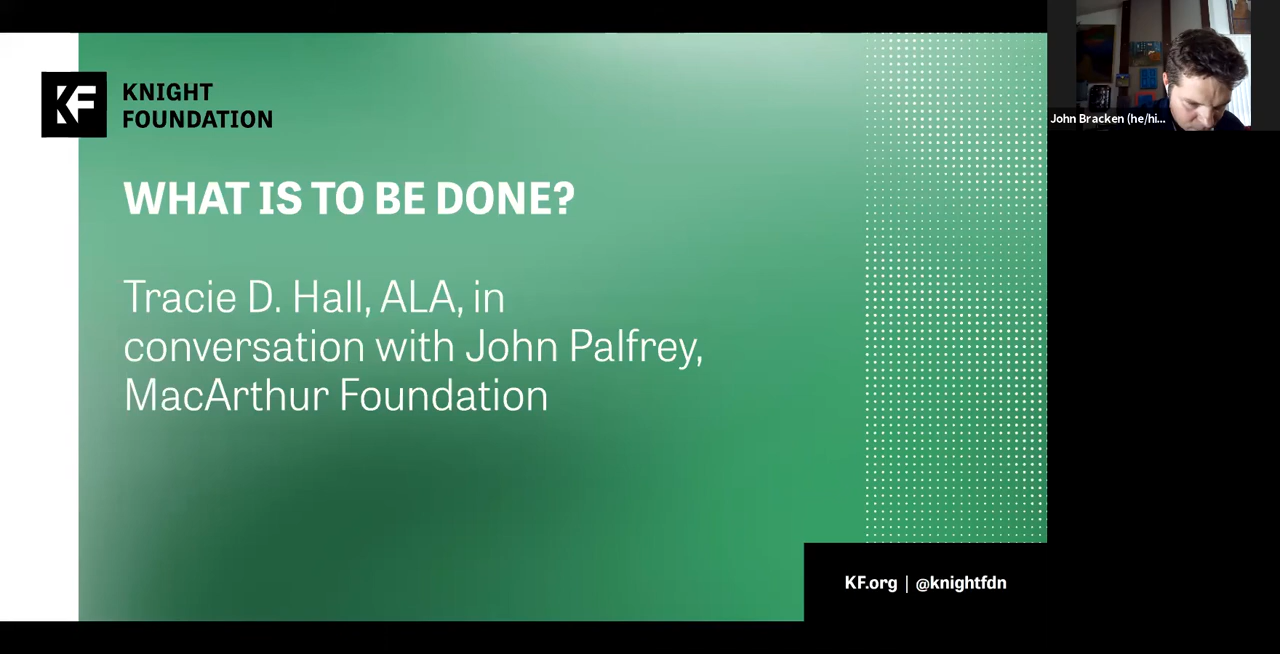 KF
KNIGHT
FOUNDATION
WHAT IS TO BE DONE?
Tracie D. Hall, ALA, in
conversation with John Palfrey,
MacArthur Foundation
KF.org | @knightfdn
John Bracken (he/hi...